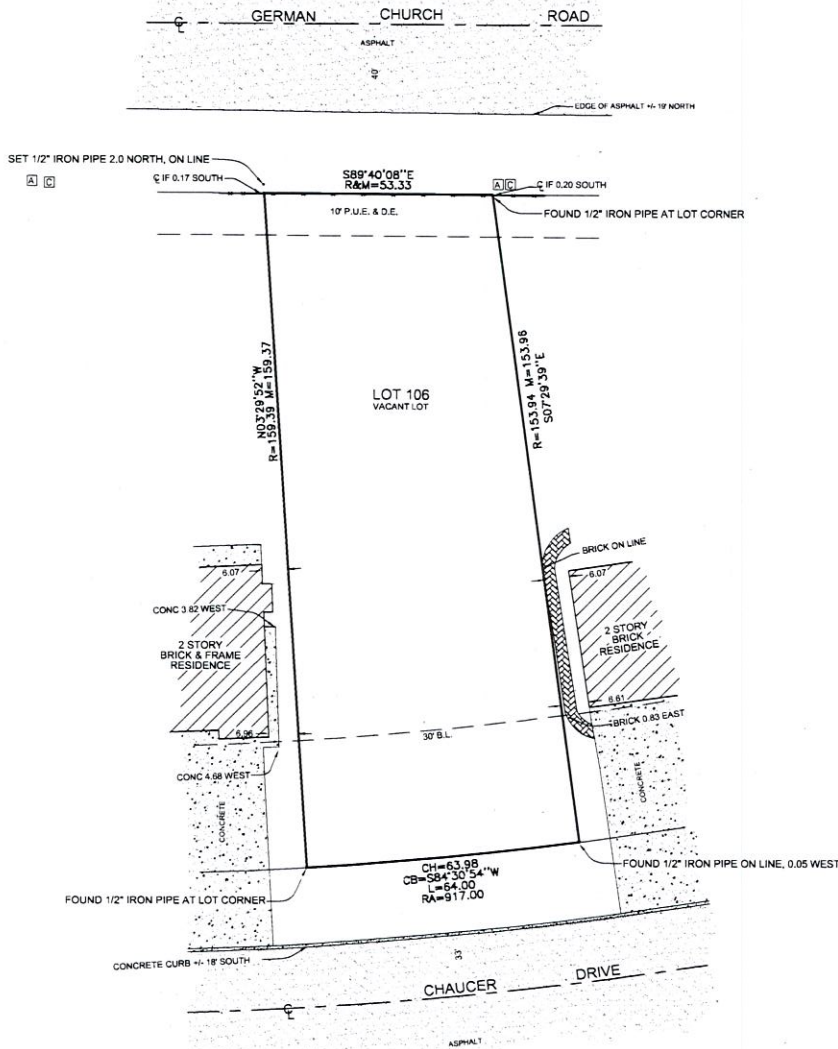 GERMAN CHURCH ROAD
ASPHALT
40'
EDGE OF ASPHALT +/- 19' NORTH
SET 1/2" IRON PIPE 2.0 NORTH, ON LINE
A C
IF 0.17 SOUTH
S89°40'08"E
R&M=53.33
A C
IF 0.20 SOUTH
10' P.U.E. & D.E.
FOUND 1/2" IRON PIPE AT LOT CORNER
N03°29'52"W
R=159.39 M=159.37
LOT 106
VACANT LOT
R=153.94 M=153.96
S07°29'39"E
BRICK ON LINE
6.07
6.07
CONC 3.82 WEST
2 STORY
BRICK & FRAME
RESIDENCE
2 STORY
BRICK
RESIDENCE
6.61
BRICK 0.83 EAST
6.96
30' B.L.
CONC 4.68 WEST
CONCRETE
CONCRETE
CH=63.98
CB=S84°30'54"W
L=64.00
RA=917.00
FOUND 1/2" IRON PIPE ON LINE, 0.05 WEST
FOUND 1/2" IRON PIPE AT LOT CORNER
CONCRETE CURB +/- 18' SOUTH
33'
CHAUCER DRIVE
ASPHALT